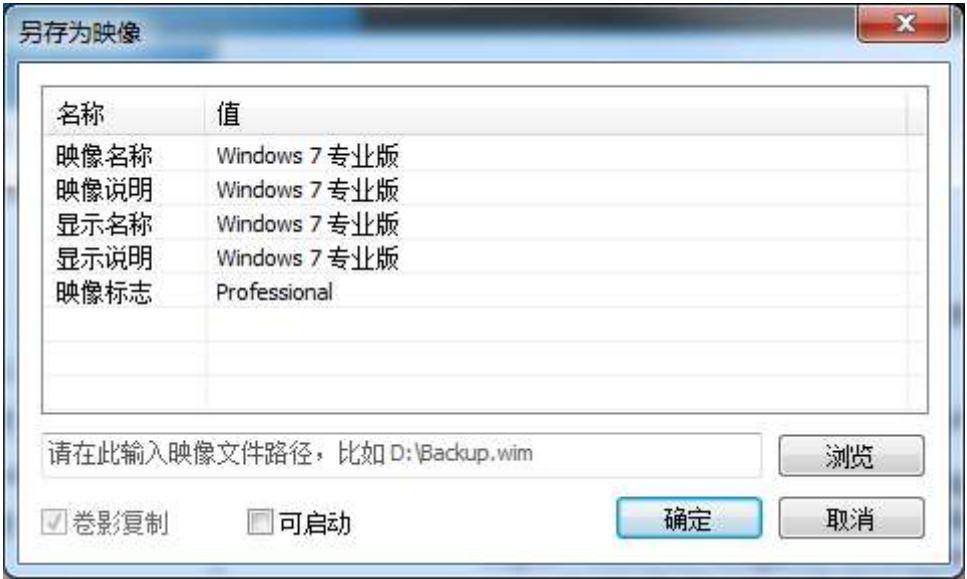 另存为映像
名称 值
映像名称 Windows 7 专业版
映像说明 Windows 7 专业版
显示名称 Windows 7 专业版
显示说明 Windows 7 专业版
映像标志 Professional
请在此输入映像文件路径，比如 D:\Backup.wim 浏览
卷影复制 可启动 确定 取消